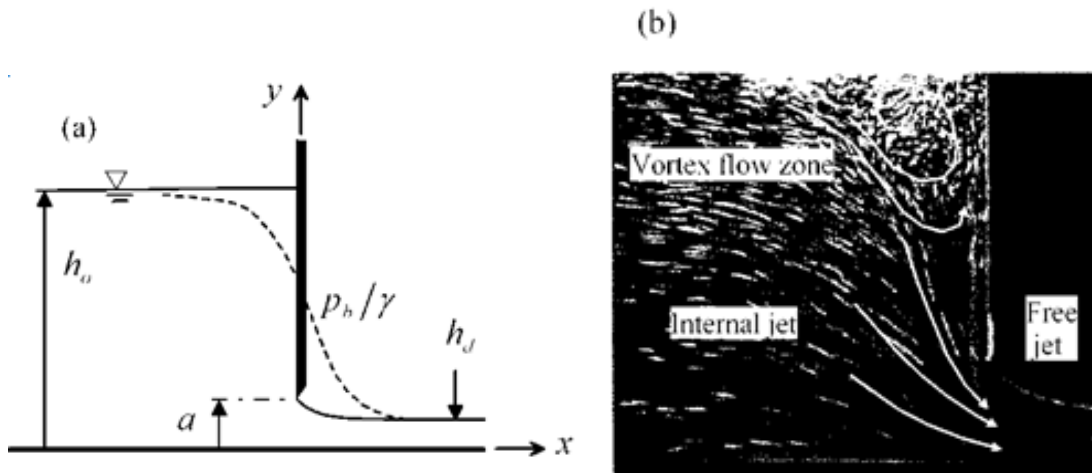 (a)
y
h_o
p_b/γ
h_d
a
x
(b)
Vortex flow zone
Internal jet
Free
jet